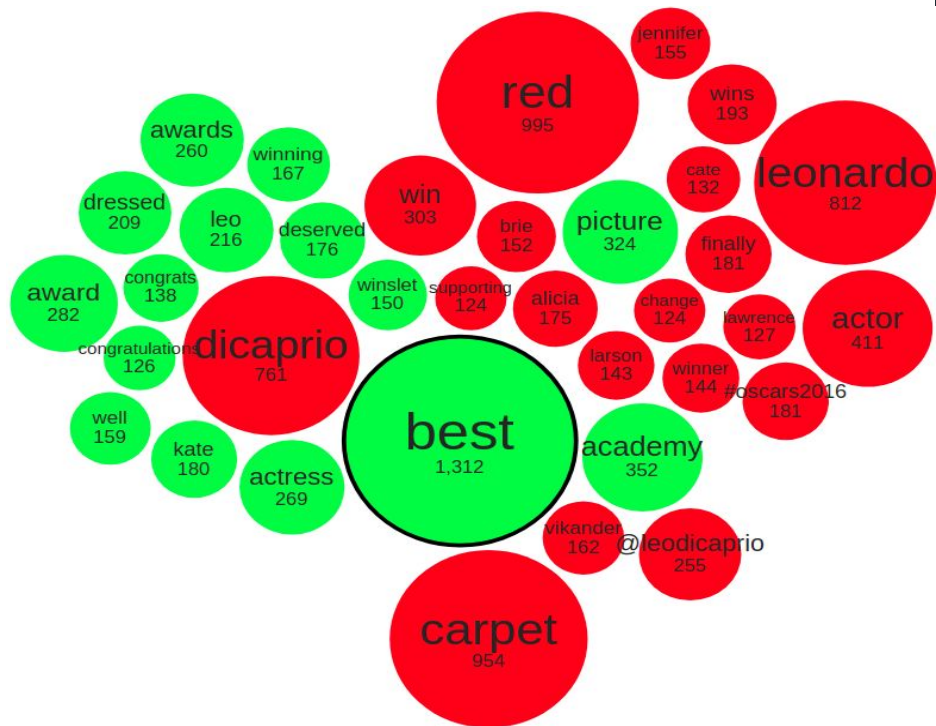 jennifer
155
red
995
wins
193
awards
260
winning
167
leonardo
812
cate
132
win
303
dressed
209
leo
216
deserved
176
brie
152
picture
324
finally
181
congrats
138
winslet
150
supporting
124
alicia
175
change
124
award
282
lawrence
127
actor
411
congratulations
126
dicaprio
761
larson
143
winner
144
#oscars2016
181
well
159
best
1,312
kate
180
academy
352
actress
269
vikander
162
@leodicaprio
255
carpet
954